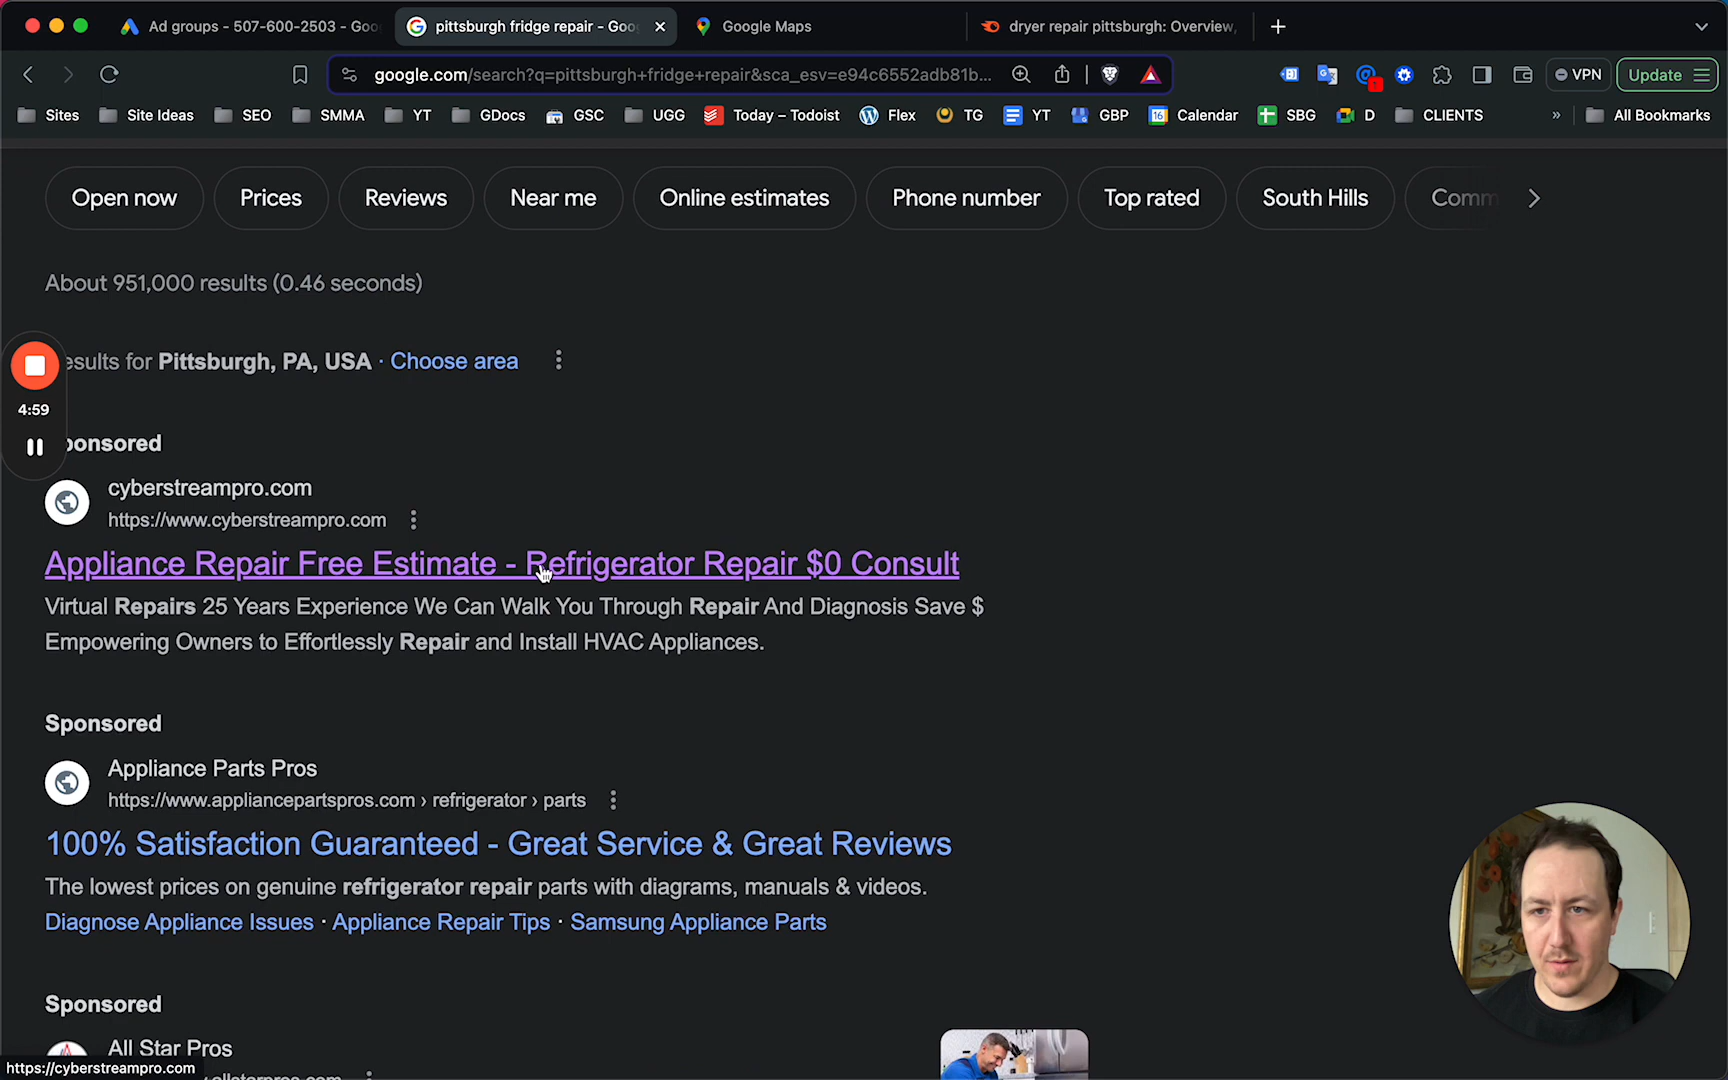 Ad groups - 507-600-2503 - Goo
pittsburgh fridge repair - Goo
Google Maps
dryer repair pittsburgh: Overview,
google.com/search?q=pittsburgh+fridge+repair&sca_esv=e94c6552adb81b...
VPN
Update
Sites
Site Ideas
SEO
SMMA
YT
GDocs
GSC
UGG
Today – Todoist
Flex
TG
YT
GBP
16
Calendar
SBG
D
CLIENTS
»
All Bookmarks
Open now
Prices
Reviews
Near me
Online estimates
Phone number
Top rated
South Hills
Comm
About 951,000 results (0.46 seconds)
esults for Pittsburgh, PA, USA · Choose area
4:59
ponsored
cyberstreampro.com
https://www.cyberstreampro.com
Appliance Repair Free Estimate - Refrigerator Repair $0 Consult
Virtual Repairs 25 Years Experience We Can Walk You Through Repair And Diagnosis Save $
Empowering Owners to Effortlessly Repair and Install HVAC Appliances.
Sponsored
Appliance Parts Pros
https://www.appliancepartspros.com › refrigerator › parts
100% Satisfaction Guaranteed - Great Service & Great Reviews
The lowest prices on genuine refrigerator repair parts with diagrams, manuals & videos.
Diagnose Appliance Issues · Appliance Repair Tips · Samsung Appliance Parts
Sponsored
All Star Pros
https://cyberstreampro.com